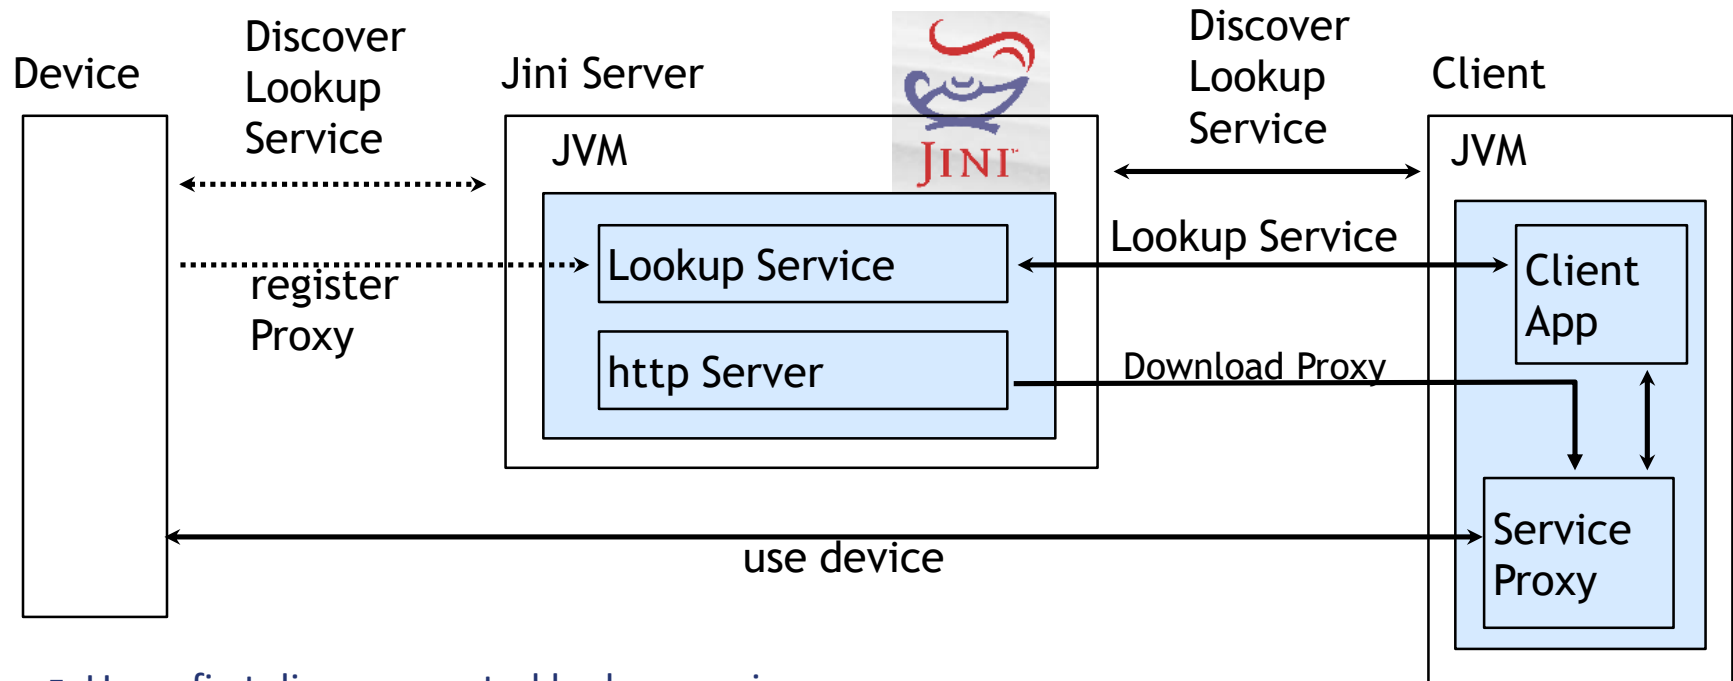 Device
Discover
Lookup
Service
Jini Server
JINI™
Discover
Lookup
Service
Client
JVM
JVM
Lookup Service
Lookup Service
Client
App
register
Proxy
http Server
Download Proxy
Service
Proxy
use device